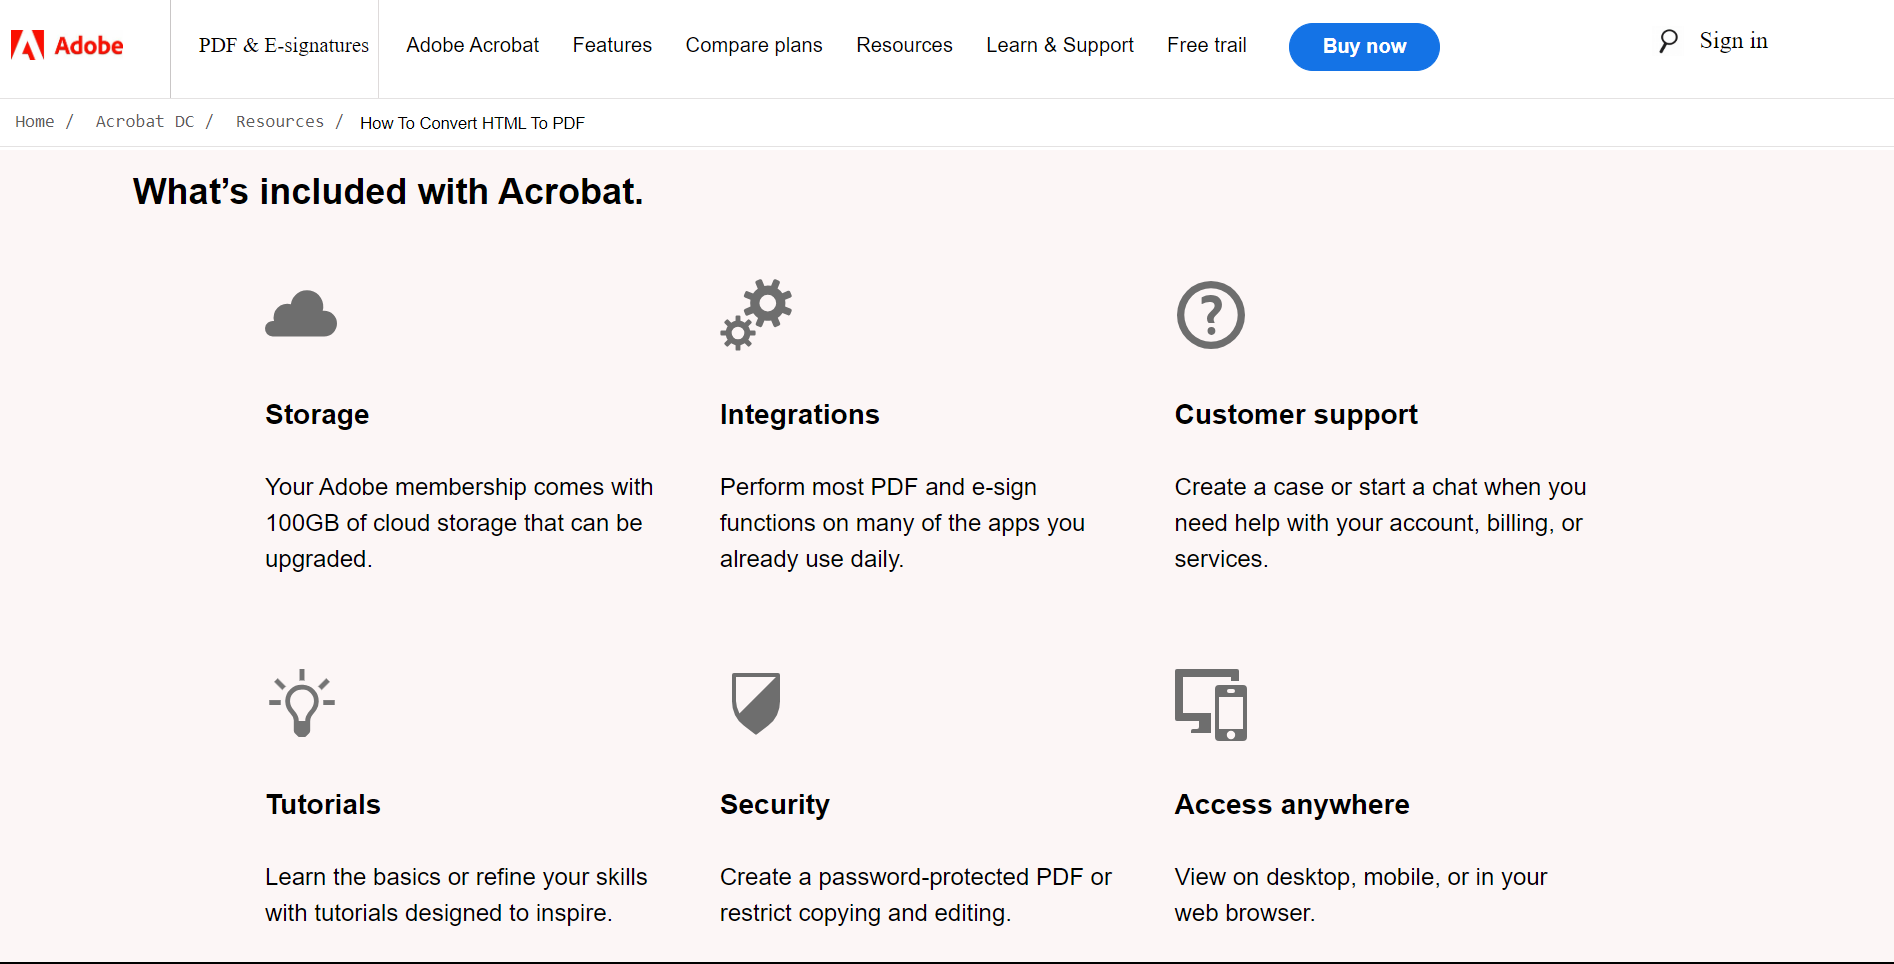 Adobe
PDF & E-signatures
Adobe Acrobat
Features
Compare plans
Resources
Learn & Support
Free trail
Buy now
Sign in
Home / Acrobat DC / Resources / How To Convert HTML To PDF
What’s included with Acrobat.
Storage
Your Adobe membership comes with
100GB of cloud storage that can be
upgraded.
Integrations
Perform most PDF and e-sign
functions on many of the apps you
already use daily.
Customer support
Create a case or start a chat when you
need help with your account, billing, or
services.
Tutorials
Learn the basics or refine your skills
with tutorials designed to inspire.
Security
Create a password-protected PDF or
restrict copying and editing.
Access anywhere
View on desktop, mobile, or in your
web browser.